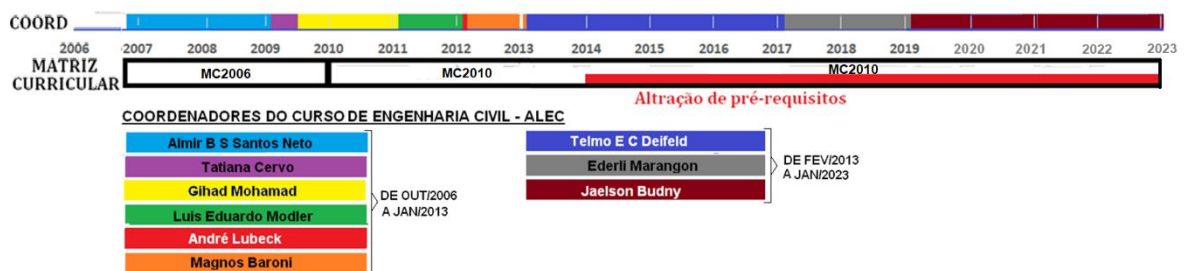 COORD
2006 2007 2008 2009 2010 2011 2012 2013 2014 2015 2016 2017 2018 2019 2020 2021 2022 2023
MATRIZ
CURRICULAR
MC2006 MC2010 MC2010
Altração de pré-requisitos
COORDENADORES DO CURSO DE ENGENHARIA CIVIL - ALEC
Almir B S Santos Neto
Tatiana Cervo
Gihad Mohamad
Luis Eduardo Modler
André Lubeck
Magnos Baroni
DE OUT/2006
A JAN/2013
Telmo E C Deifeld
Ederli Marangon
Jaelson Budny
DE FEV/2013
A JAN/2023